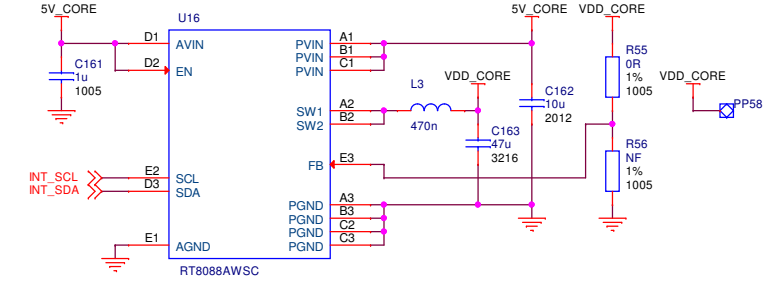 5V_CORE
U16
5V_CORE
VDD_CORE
D1
AVIN
PVIN
A1
D2
EN
PVIN
B1
PVIN
C1
C161
1u
1005
R55
0R
1%
1005
L3
VDD_CORE
VDD_CORE
C162
10u
2012
PP58
SW1
A2
SW2
B2
470n
C163
47u
3216
R56
NF
1%
1005
FB
E3
INT_SCL
E2
SCL
INT_SDA
D3
SDA
PGND
A3
PGND
B3
PGND
C2
PGND
C3
E1
AGND
RT8088AWSC